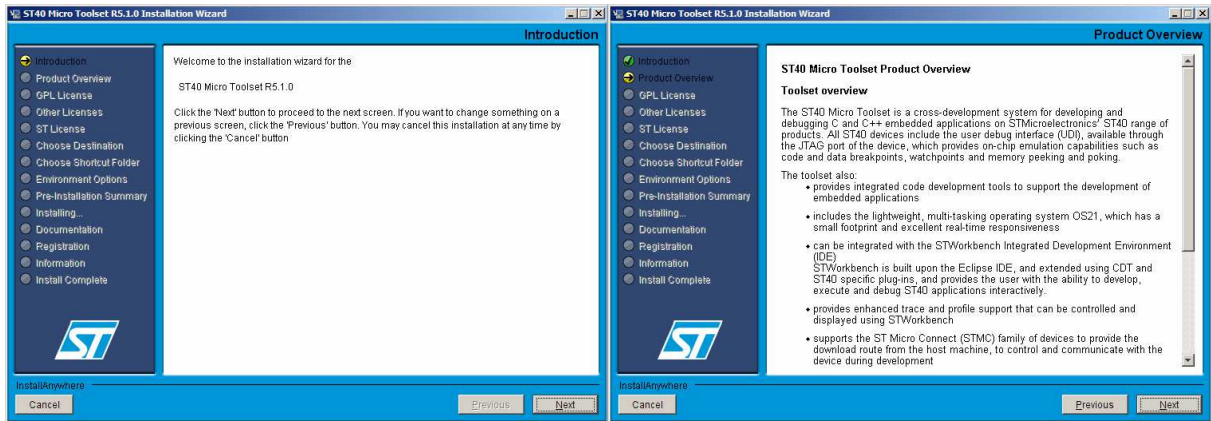 ST40 Micro Toolset R5.1.0 Installation Wizard
Introduction
Introduction
Product Overview
GPL License
Other Licenses
ST License
Choose Destination
Choose Shortcut Folder
Environment Options
Pre-Installation Summary
Installing...
Documentation
Registration
Information
Install Complete
ST
Welcome to the installation wizard for the
ST40 Micro Toolset R5.1.0
Click the 'Next' button to proceed to the next screen. If you want to change something on a
previous screen, click the 'Previous' button. You may cancel this installation at any time by
clicking the 'Cancel' button
InstallAnywhere
Cancel
Previous
Next
ST40 Micro Toolset R5.1.0 Installation Wizard
Product Overview
Introduction
Product Overview
GPL License
Other Licenses
ST License
Choose Destination
Choose Shortcut Folder
Environment Options
Pre-Installation Summary
Installing...
Documentation
Registration
Information
Install Complete
ST
ST40 Micro Toolset Product Overview
Toolset overview
The ST40 Micro Toolset is a cross-development system for developing and
debugging C and C++ embedded applications on STMicroelectronics' ST40 range of
products. All ST40 devices include the user debug interface (UDI), available through
the JTAG port of the device, which provides on-chip emulation capabilities such as
code and data breakpoints, watchpoints and memory peeking and poking.
The toolset also:
• provides integrated code development tools to support the development of
embedded applications
• includes the lightweight, multi-tasking operating system OS21, which has a
small footprint and excellent real-time responsiveness
• can be integrated with the STWorkbench Integrated Development Environment
(IDE)
STWorkbench is built upon the Eclipse IDE, and extended using CDT and
ST40 specific plug-ins, and provides the user with the ability to develop,
execute and debug ST40 applications interactively.
• provides enhanced trace and profile support that can be controlled and
displayed using STWorkbench
• supports the ST Micro Connect (STMC) family of devices to provide the
download route from the host machine, to control and communicate with the
device during development
InstallAnywhere
Cancel
Previous
Next